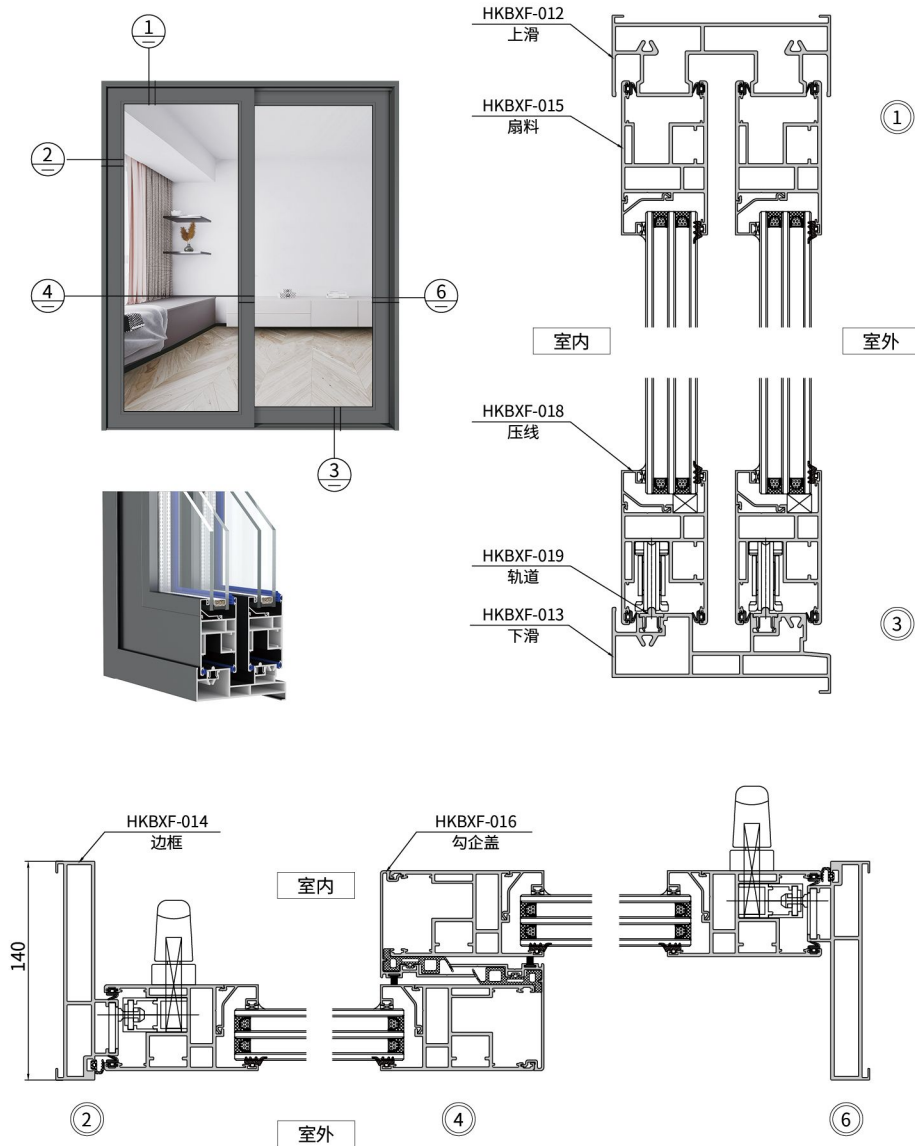 1
2
4
6
3
HKBXF-012
上滑
HKBXF-015
扇料
1
室内
室外
HKBXF-018
压线
HKBXF-019
轨道
HKBXF-013
下滑
3
HKBXF-014
边框
HKBXF-016
勾企盖
室内
140
2
4
6
室外